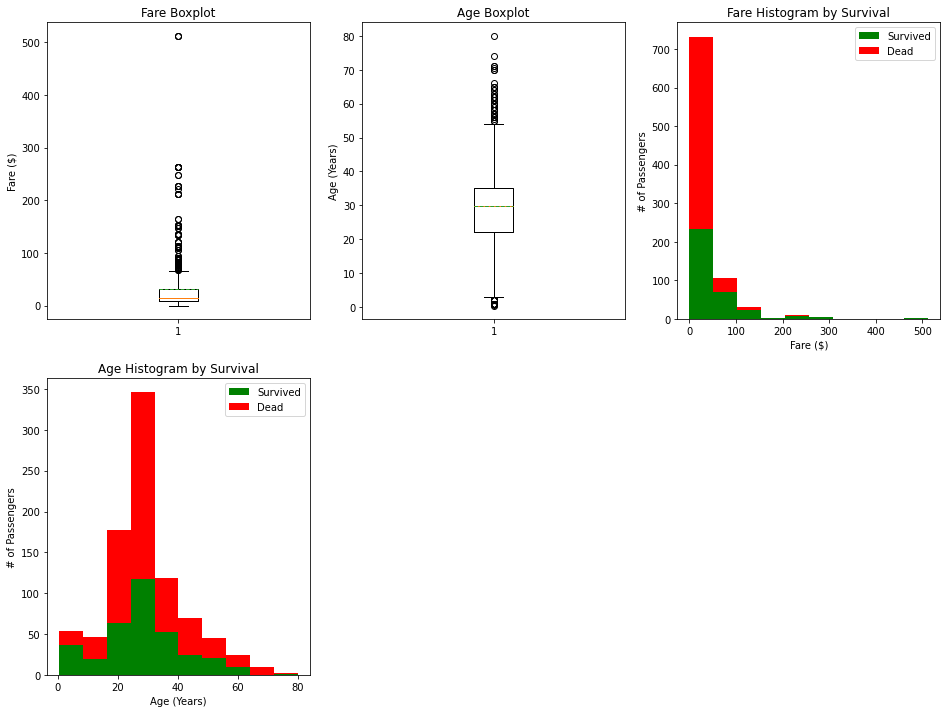 Fare Boxplot
Fare ($)
500
400
300
200
100
0
1
Age Boxplot
Age (Years)
80
70
60
50
40
30
20
10
0
1
Fare Histogram by Survival
# of Passengers
700
600
500
400
300
200
100
0
Survived
Dead
0 100 200 300 400 500
Fare ($)
Age Histogram by Survival
# of Passengers
350
300
250
200
150
100
50
0
Survived
Dead
0 20 40 60 80
Age (Years)